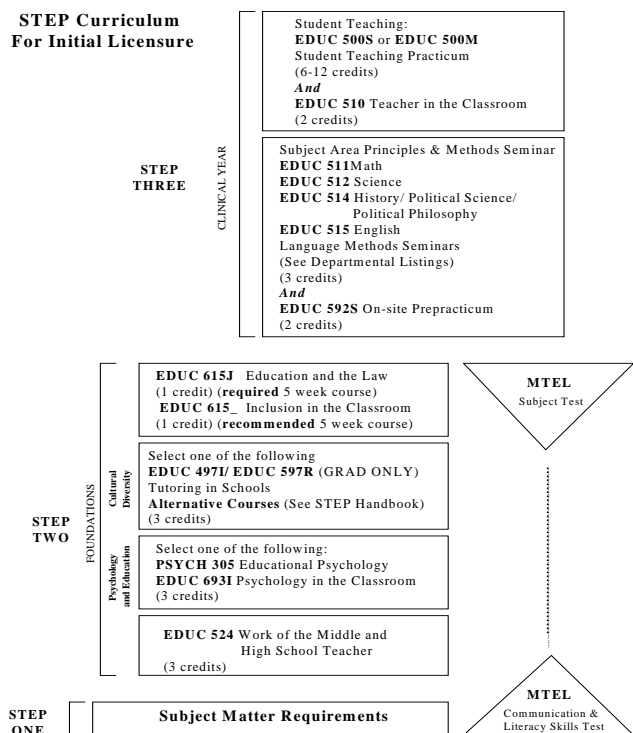 STEP Curriculum
For Initial Licensure
Student Teaching:
EDUC 500S or EDUC 500M
Student Teaching Practicum
(6-12 credits)
And
EDUC 510 Teacher in the Classroom
(2 credits)
STEP
THREE
CLINICAL YEAR
Subject Area Principles & Methods Seminar
EDUC 511Math
EDUC 512 Science
EDUC 514 History/ Political Science/
Political Philosophy
EDUC 515 English
Language Methods Seminars
(See Departmental Listings)
(3 credits)
And
EDUC 592S On-site Prepracticum
(2 credits)
STEP
TWO
FOUNDATIONS
EDUC 615J Education and the Law
(1 credit) (required 5 week course)
EDUC 615_ Inclusion in the Classroom
(1 credit) (recommended 5 week course)
MTEL
Subject Test
Cultural
Diversity
Select one of the following
EDUC 497I/ EDUC 597R (GRAD ONLY)
Tutoring in Schools
Alternative Courses (See STEP Handbook)
(3 credits)
Psychology
and Education
Select one of the following:
PSYCH 305 Educational Psychology
EDUC 693I Psychology in the Classroom
(3 credits)
EDUC 524 Work of the Middle and
High School Teacher
(3 credits)
STEP
ONE
Subject Matter Requirements
MTEL
Communication &
Literacy Skills Test